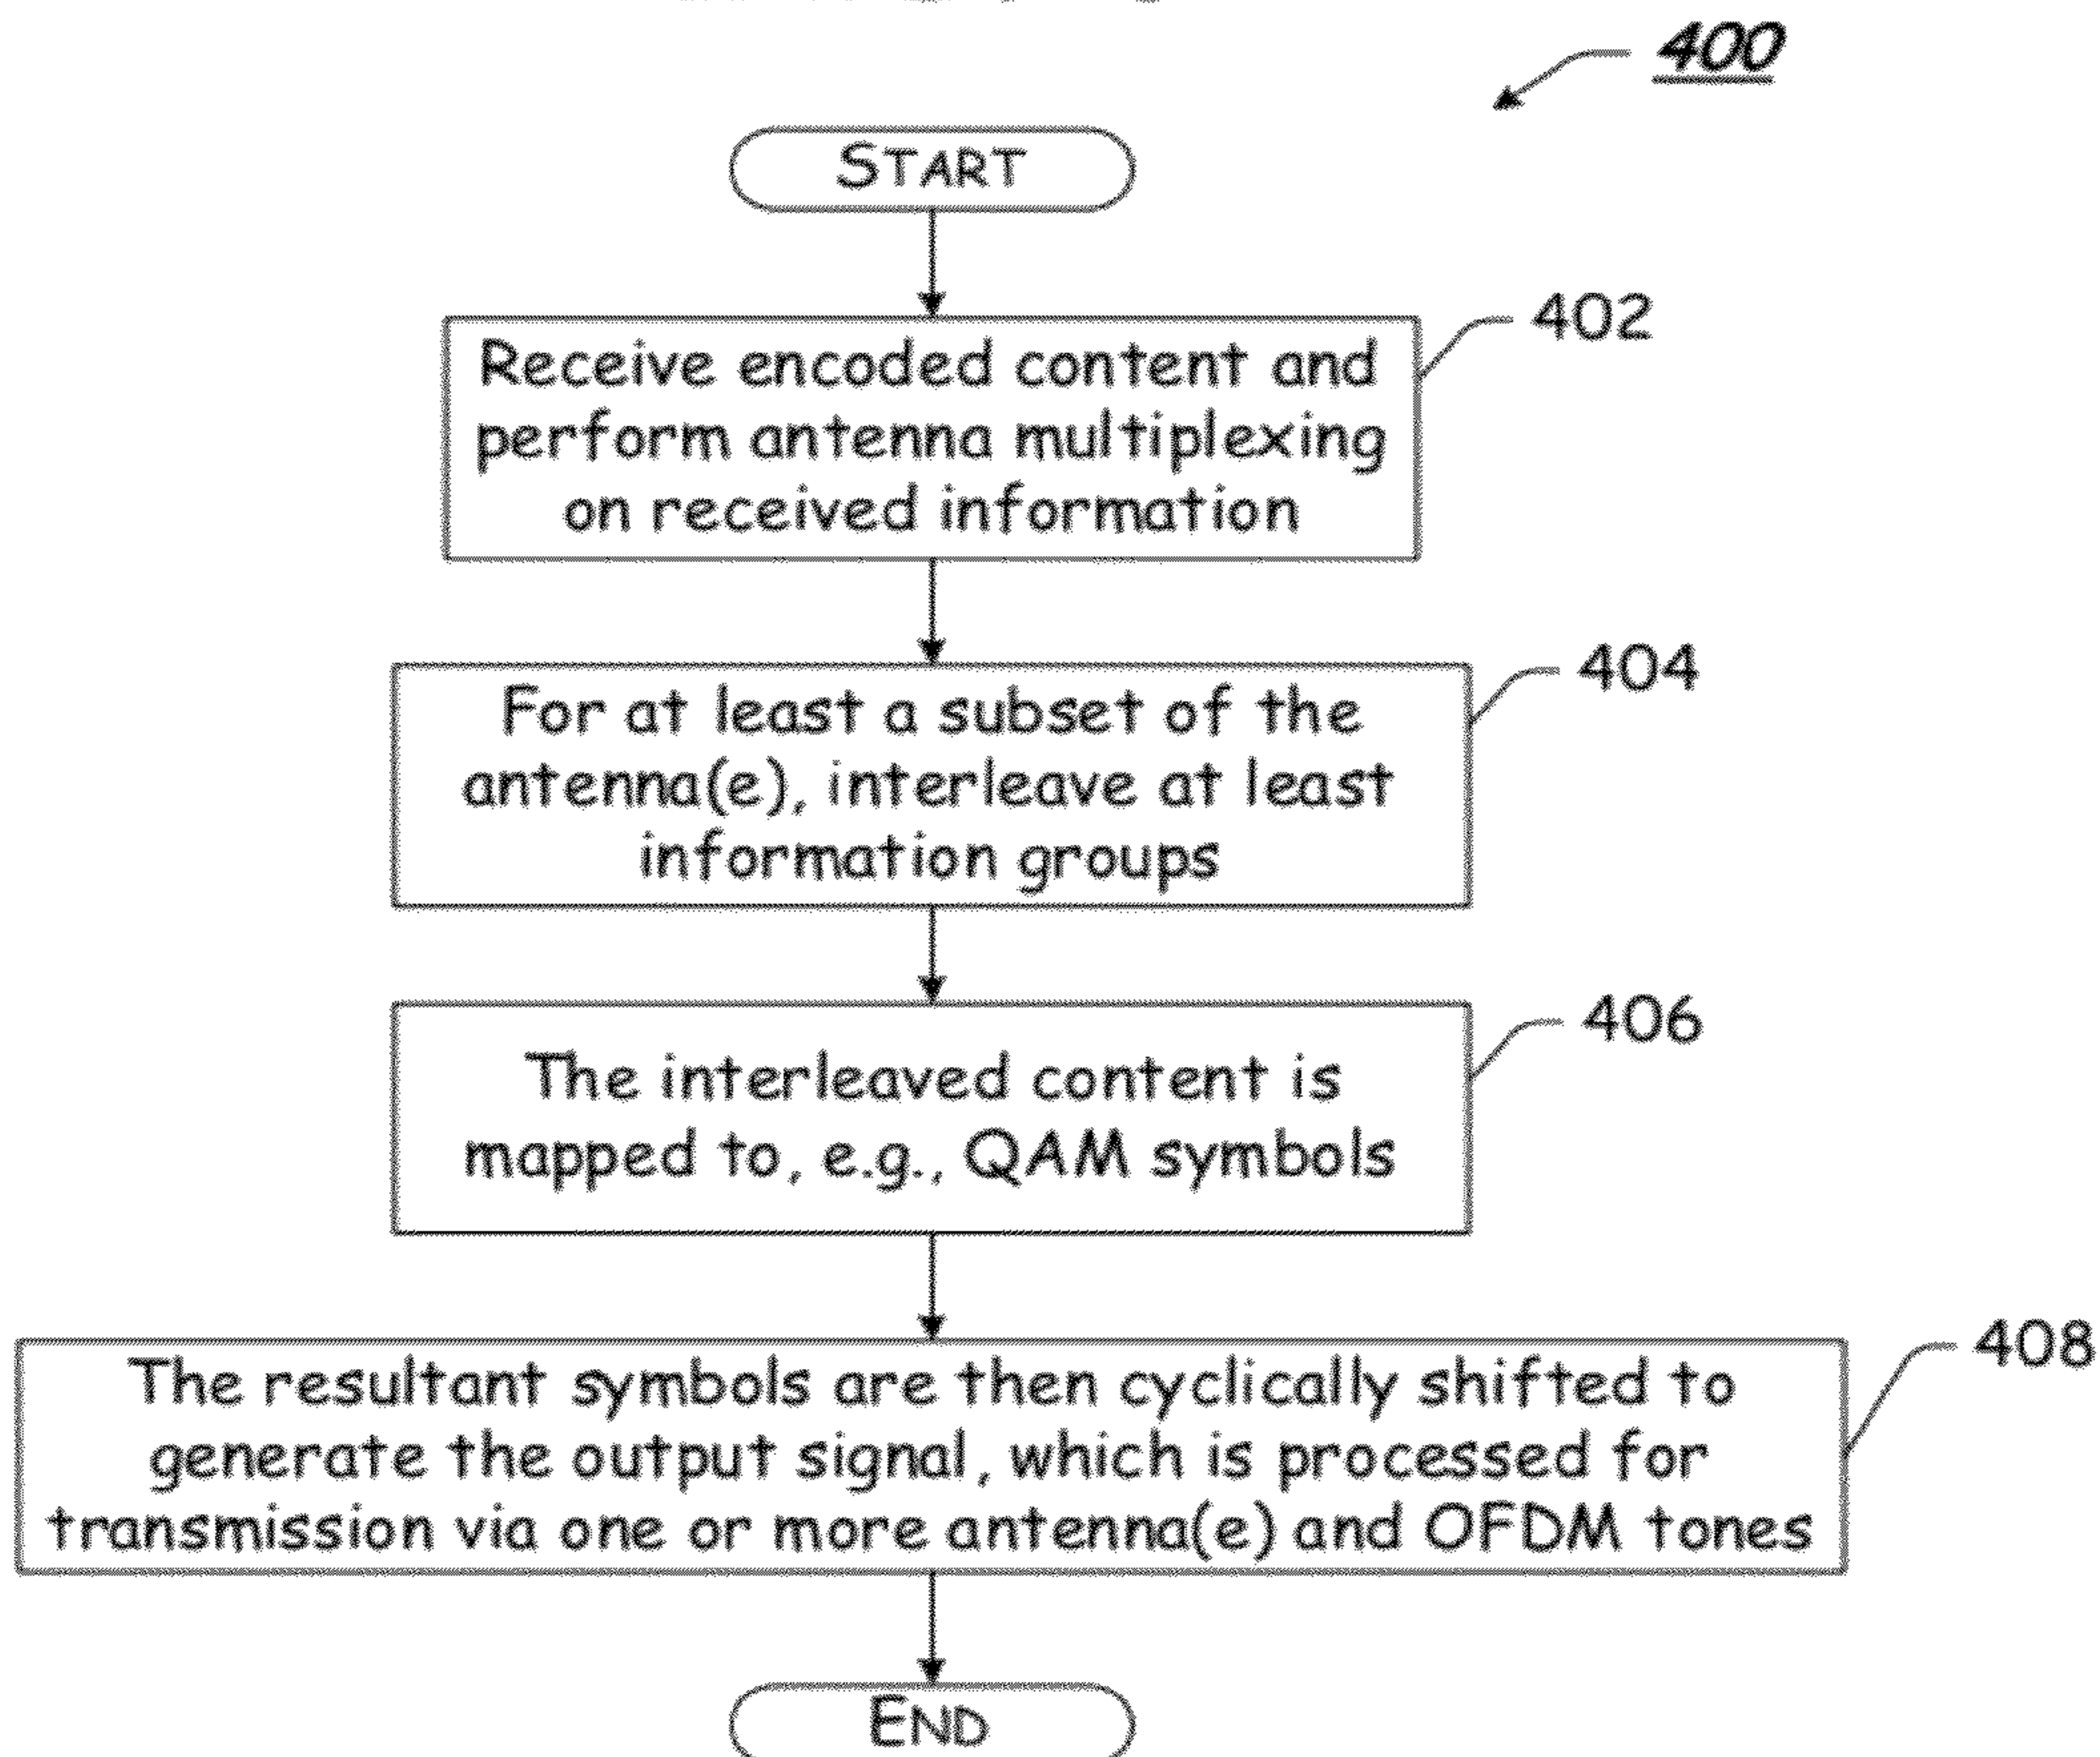 400
START
402
Receive encoded content and
perform antenna multiplexing
on received information
404
For at least a subset of the
antenna(e), interleave at least
information groups
406
The interleaved content is
mapped to, e.g., QAM symbols
408
The resultant symbols are then cyclically shifted to
generate the output signal, which is processed for
transmission via one or more antenna(e) and OFDM tones
END